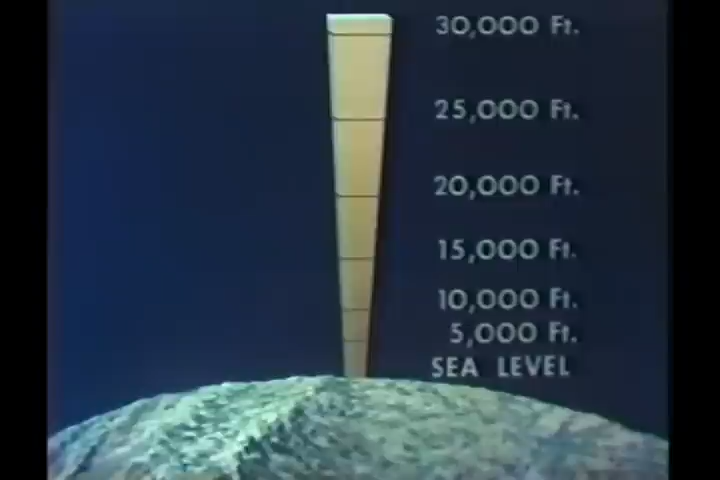 30,000 Ft.
25,000 Ft.
20,000 Ft.
15,000 Ft.
10,000 Ft.
5,000 Ft.
SEA LEVEL